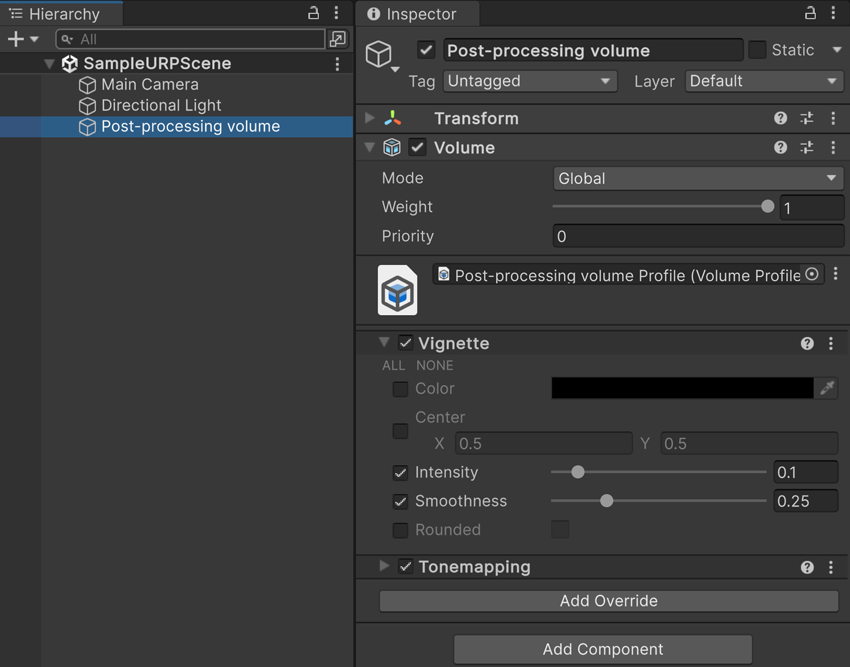 Hierarchy
All
SampleURPScene
Main Camera
Directional Light
Post-processing volume
Inspector
Post-processing volume
Static
Tag Untagged Layer Default
Transform
Volume
Mode Global
Weight 1
Priority 0
Post-processing volume Profile (Volume Profile
Vignette
ALL NONE
Color
Center
X 0.5 Y 0.5
Intensity 0.1
Smoothness 0.25
Rounded
Tonemapping
Add Override
Add Component